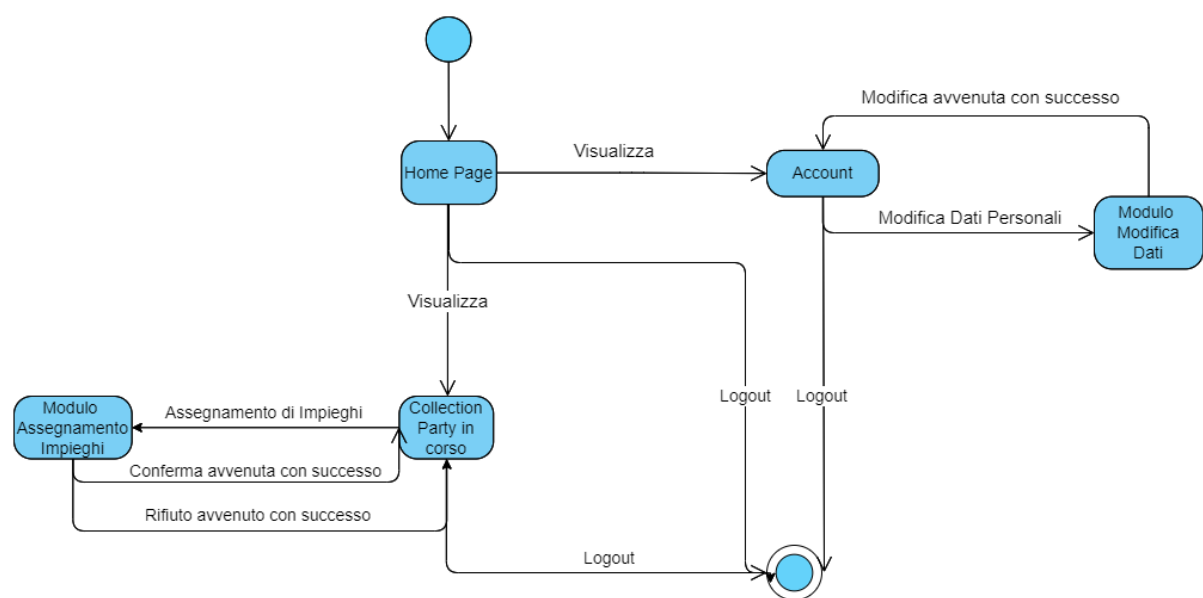 Modifica avvenuta con successo
Visualizza
Home Page
Account
Modifica Dati Personali
Modulo
Modifica
Dati
Visualizza
Logout
Logout
Modulo
Assegnamento
Impieghi
Assegnamento di Impieghi
Collection
Party in
corso
Conferma avvenuta con successo
Rifiuto avvenuto con successo
Logout